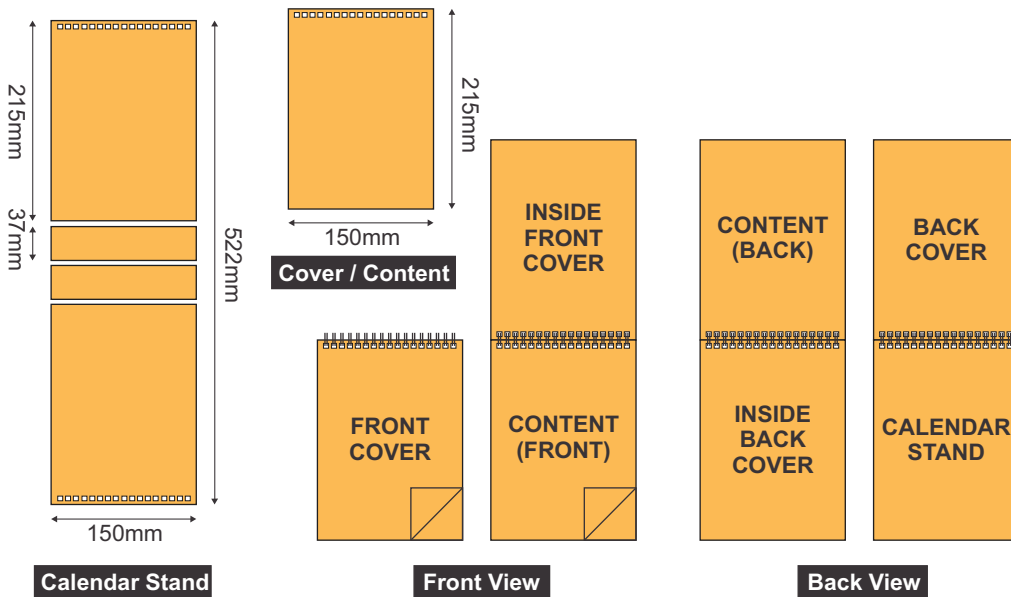 215mm
37mm
522mm
150mm
Calendar Stand
215mm
150mm
Cover / Content
FRONT
COVER
INSIDE
FRONT
COVER
CONTENT
(FRONT)
Front View
CONTENT
(BACK)
INSIDE
BACK
COVER
BACK
COVER
CALENDAR
STAND
Back View